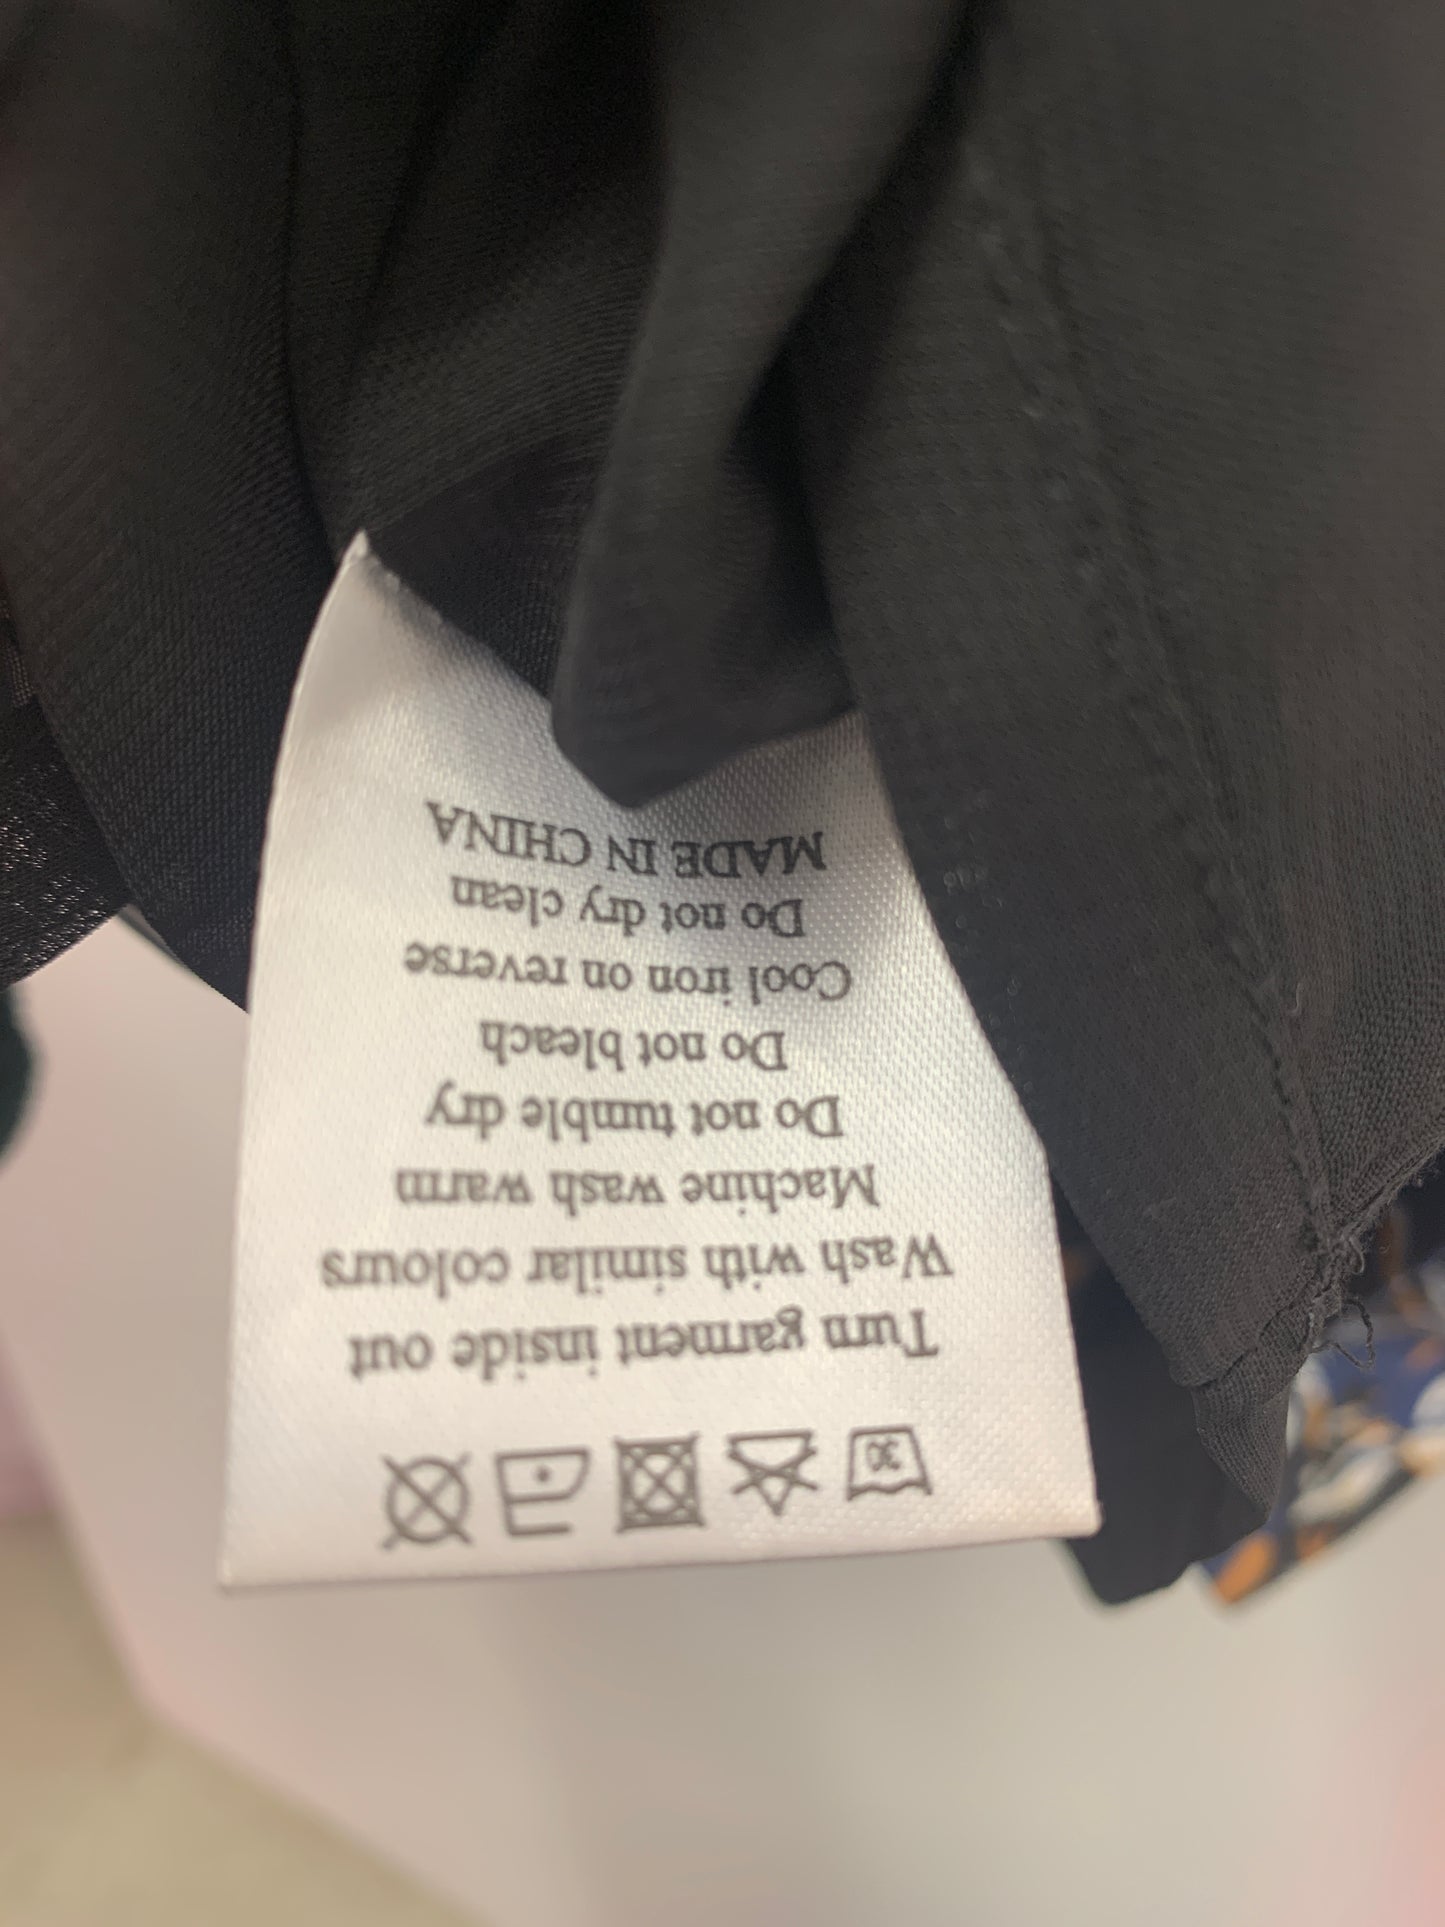 30
Turn garment inside out
Wash with similar colours
Machine wash warm
Do not tumble dry
Do not bleach
Cool iron on reverse
Do not dry clean
MADE IN CHINA